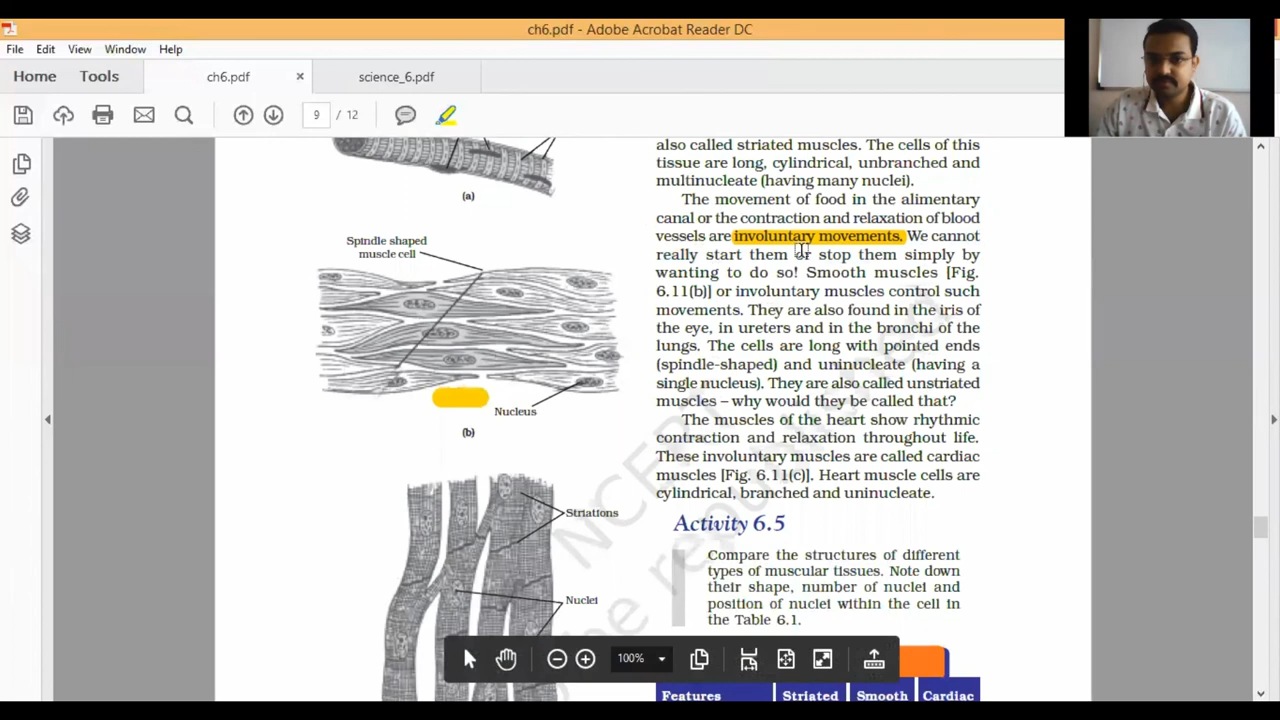 ch6.pdf - Adobe Acrobat Reader DC
File Edit View Window Help
Home Tools ch6.pdf × science_6.pdf
9 / 12
(a)
Spindle shaped
muscle cell
Nucleus
(b)
Striations
Nuclei
also called striated muscles. The cells of this
tissue are long, cylindrical, unbranched and
multinucleate (having many nuclei).
The movement of food in the alimentary
canal or the contraction and relaxation of blood
vessels are involuntary movements. We cannot
really start them or stop them simply by
wanting to do so! Smooth muscles [Fig.
6.11(b)] or involuntary muscles control such
movements. They are also found in the iris of
the eye, in ureters and in the bronchi of the
lungs. The cells are long with pointed ends
(spindle-shaped) and uninucleate (having a
single nucleus). They are also called unstriated
muscles – why would they be called that?
The muscles of the heart show rhythmic
contraction and relaxation throughout life.
These involuntary muscles are called cardiac
muscles [Fig. 6.11(c)]. Heart muscle cells are
cylindrical, branched and uninucleate.
Activity 6.5
Compare the structures of different
types of muscular tissues. Note down
their shape, number of nuclei and
position of nuclei within the cell in
the Table 6.1.
100%
Features Striated Smooth Cardiac
NCERT